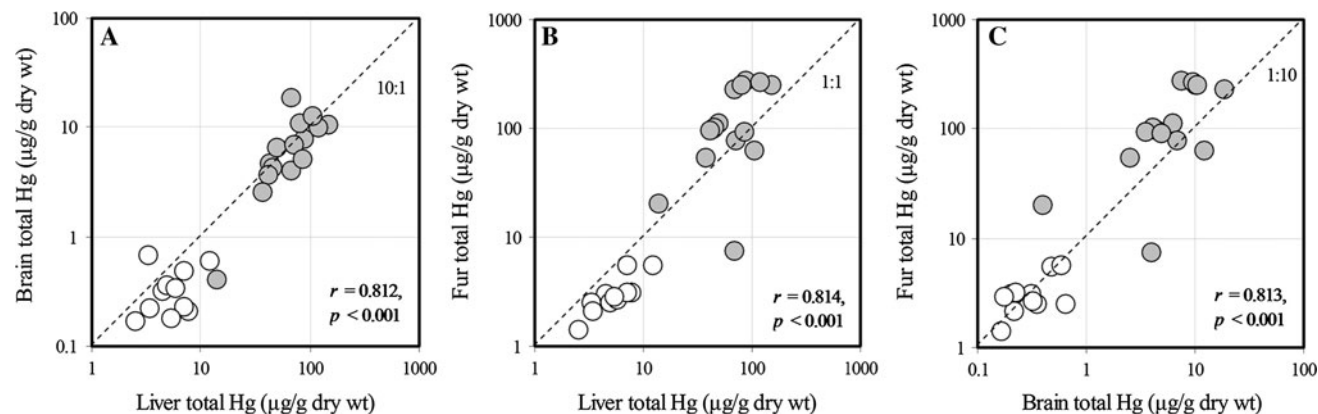 A
Brain total Hg (µg/g dry wt)
100
10
1
0.1
10:1
r = 0.812,
p < 0.001
1 10 100 1000
Liver total Hg (µg/g dry wt)
B
Fur total Hg (µg/g dry wt)
1000
100
10
1
1:1
r = 0.814,
p < 0.001
1 10 100 1000
Liver total Hg (µg/g dry wt)
C
Fur total Hg (µg/g dry wt)
1000
100
10
1
1:10
r = 0.813,
p < 0.001
0.1 1 10 100
Brain total Hg (µg/g dry wt)